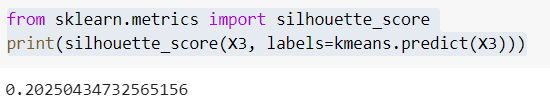 from sklearn.metrics import silhouette_score
print(silhouette_score(X3, labels=kmeans.predict(X3)))
0.20250434732565156